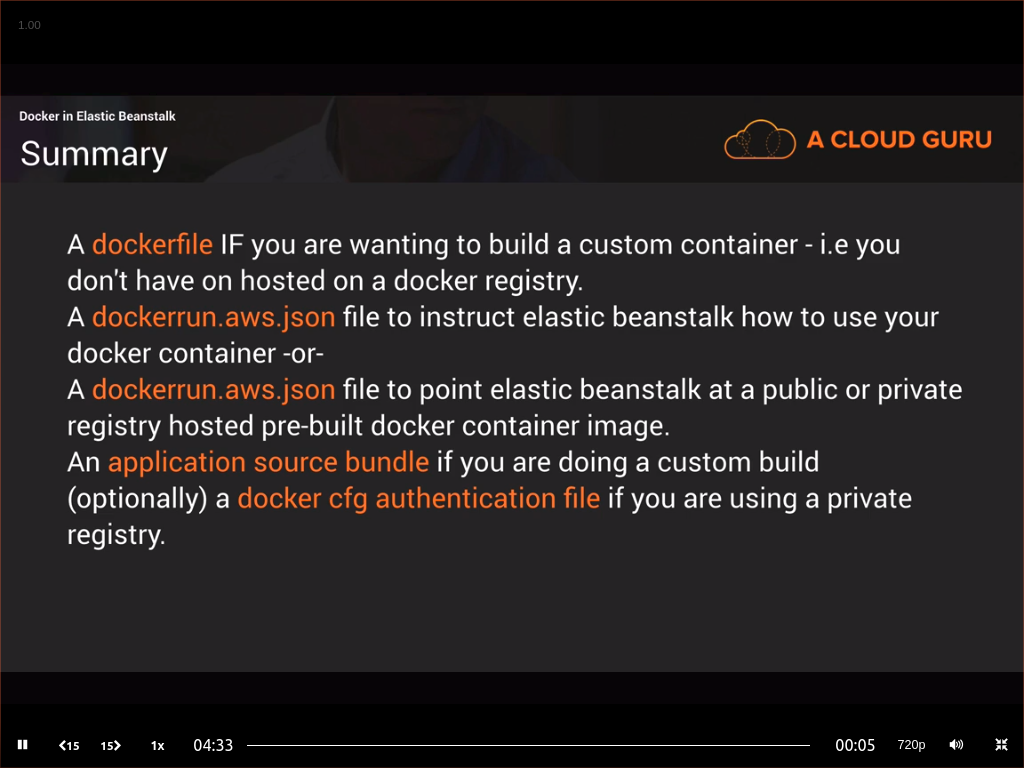 1.00
Docker in Elastic Beanstalk
Summary
A CLOUD GURU
A dockerfile IF you are wanting to build a custom container - i.e you
don't have on hosted on a docker registry.
A dockerrun.aws.json file to instruct elastic beanstalk how to use your
docker container -or-
A dockerrun.aws.json file to point elastic beanstalk at a public or private
registry hosted pre-built docker container image.
An application source bundle if you are doing a custom build
(optionally) a docker cfg authentication file if you are using a private
registry.
15 15 1x 04:33 00:05 720p